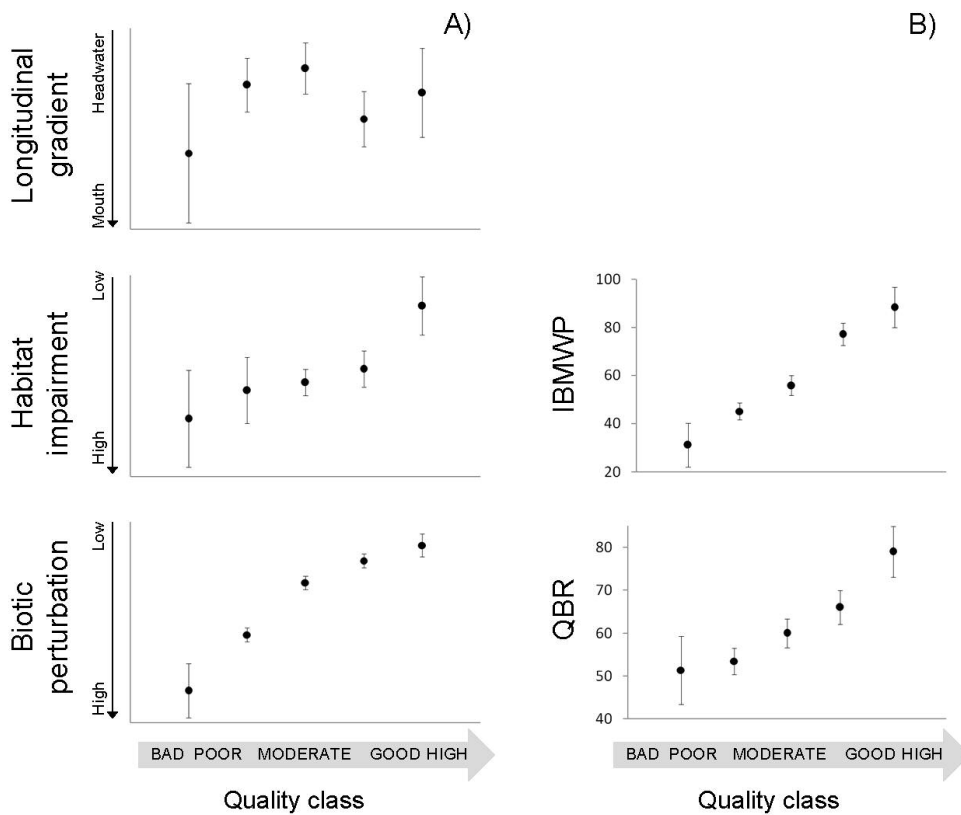 A)
B)
Longitudinal
gradient
Headwater
Mouth
Habitat
impairment
Low
High
IBMWP
100
80
60
40
20
Biotic
perturbation
Low
High
QBR
80
70
60
50
40
BAD POOR MODERATE GOOD HIGH
Quality class
BAD POOR MODERATE GOOD HIGH
Quality class